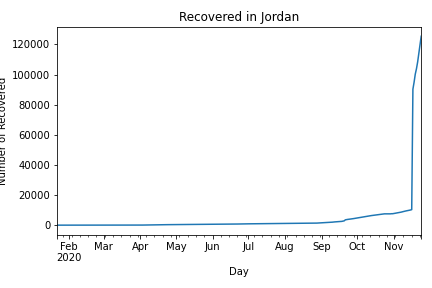 Recovered in Jordan
120000
100000
80000
60000
40000
20000
0
Number of Recovered
Feb Mar Apr May Jun Jul Aug Sep Oct Nov
2020
Day